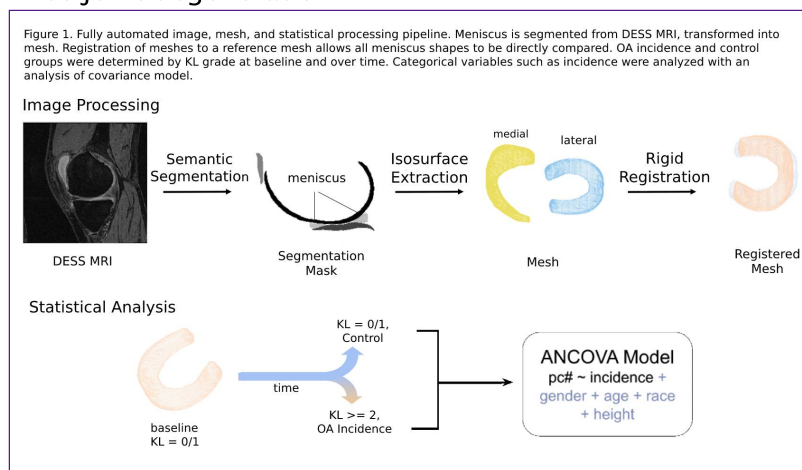 Figure 1. Fully automated image, mesh, and statistical processing pipeline. Meniscus is segmented from DESS MRI, transformed into
mesh. Registration of meshes to a reference mesh allows all meniscus shapes to be directly compared. OA incidence and control
groups were determined by KL grade at baseline and over time. Categorical variables such as incidence were analyzed with an
analysis of covariance model.
Image Processing
Semantic
Segmentation
meniscus
Isosurface
Extraction
medial
lateral
Rigid
Registration
DESS MRI
Segmentation
Mask
Mesh
Registered
Mesh
Statistical Analysis
baseline
KL = 0/1
time
KL = 0/1,
Control
KL >= 2,
OA Incidence
ANCOVA Model
pc# ~ incidence +
gender + age + race
+ height